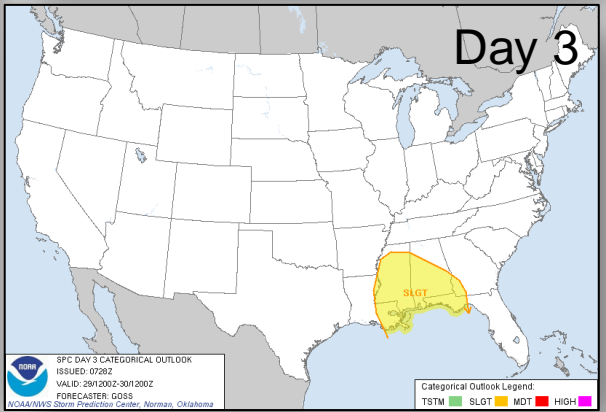 Day 3
SLGT
NOAA
SPC DAY 3 CATEGORICAL OUTLOOK
ISSUED: 0728Z
VALID: 29/1200Z-30/1200Z
FORECASTER: GOSS
NOAA/NWS Storm Prediction Center, Norman, Oklahoma
Categorical Outlook Legend:
TSTM SLGT MDT HIGH